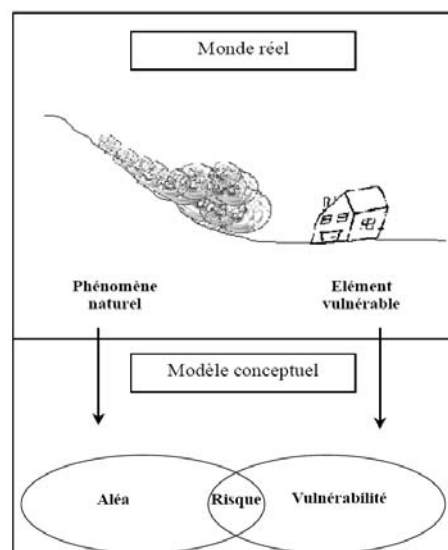 Monde réel
Phénomène
naturel
Elément
vulnérable
Modèle conceptuel
Aléa
Risque
Vulnérabilité